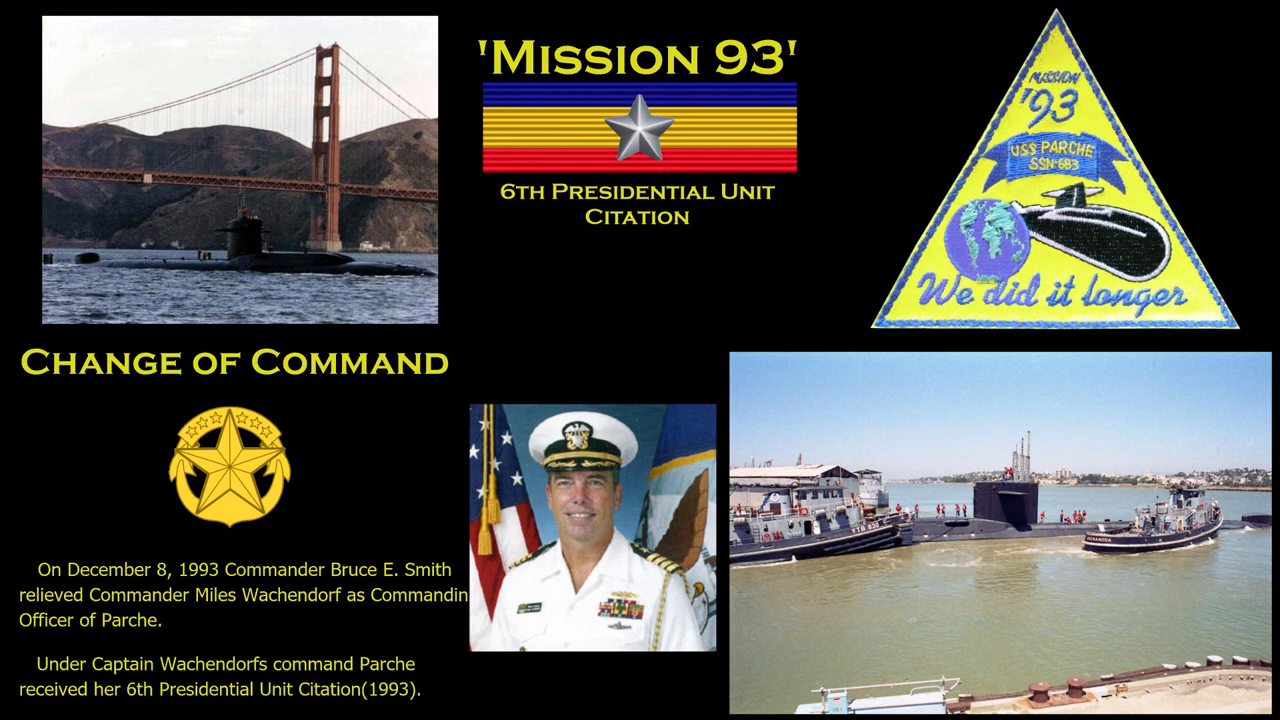 'Mission 93'
6th Presidential Unit
Citation
Mission
'93
USS PARCHE
SSN-683
We did it longer
Change of Command
On December 8, 1993 Commander Bruce E. Smith
relieved Commander Miles Wachendorf as Commandin
Officer of Parche.
Under Captain Wachendorfs command Parche
received her 6th Presidential Unit Citation(1993).